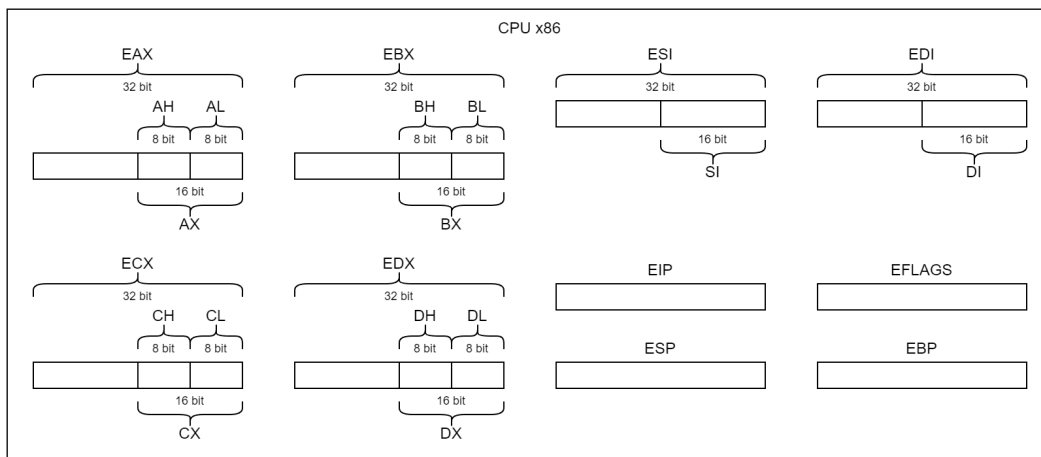 CPU x86
EAX
32 bit
AH AL
8 bit 8 bit
16 bit
AX
EBX
32 bit
BH BL
8 bit 8 bit
16 bit
BX
ESI
32 bit
16 bit
SI
EDI
32 bit
16 bit
DI
ECX
32 bit
CH CL
8 bit 8 bit
16 bit
CX
EDX
32 bit
DH DL
8 bit 8 bit
16 bit
DX
EIP
EFLAGS
ESP
EBP